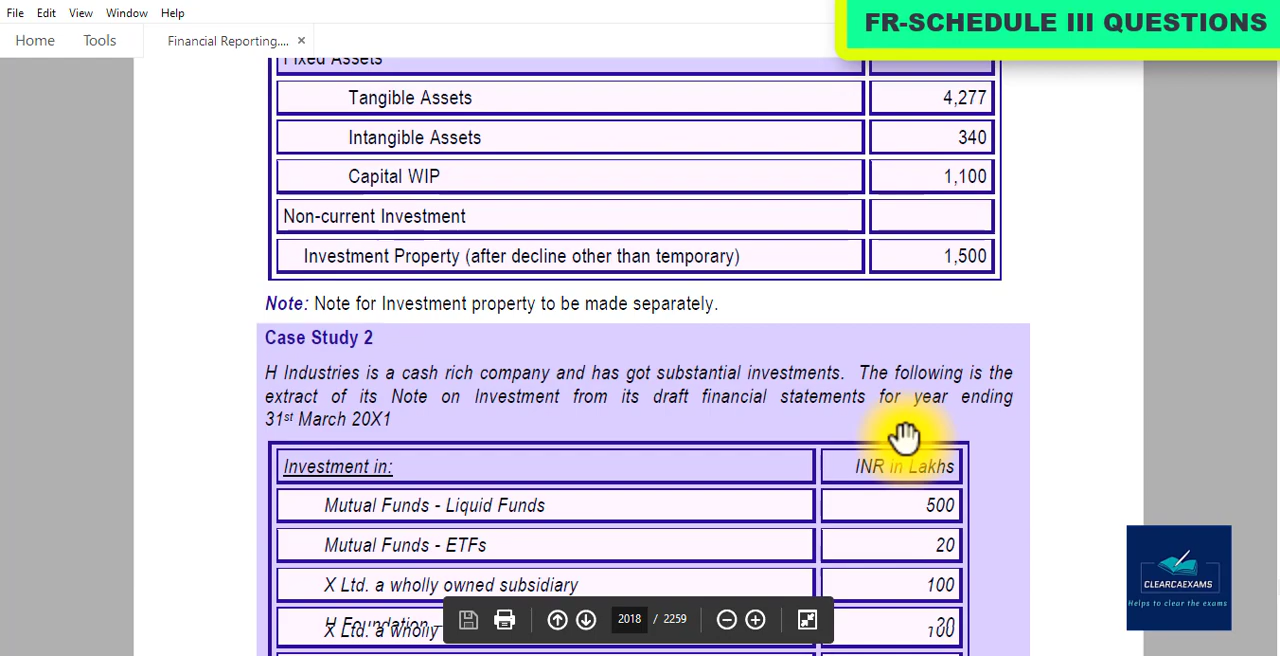 File Edit View Window Help
Home Tools Financial Reporting.... ×
FR-SCHEDULE III QUESTIONS
Fixed Assets
Tangible Assets 4,277
Intangible Assets 340
Capital WIP 1,100
Non-current Investment
Investment Property (after decline other than temporary) 1,500
Note: Note for Investment property to be made separately.
Case Study 2
H Industries is a cash rich company and has got substantial investments. The following is the
extract of its Note on Investment from its draft financial statements for year ending
31st March 20X1
Investment in: INR in Lakhs
Mutual Funds - Liquid Funds 500
Mutual Funds - ETFs 20
X Ltd. a wholly owned subsidiary 100
H Foundation
X Ltd. a wholly 100
2018 / 2259
CLEARCAEXAMS
Helps to clear the exams